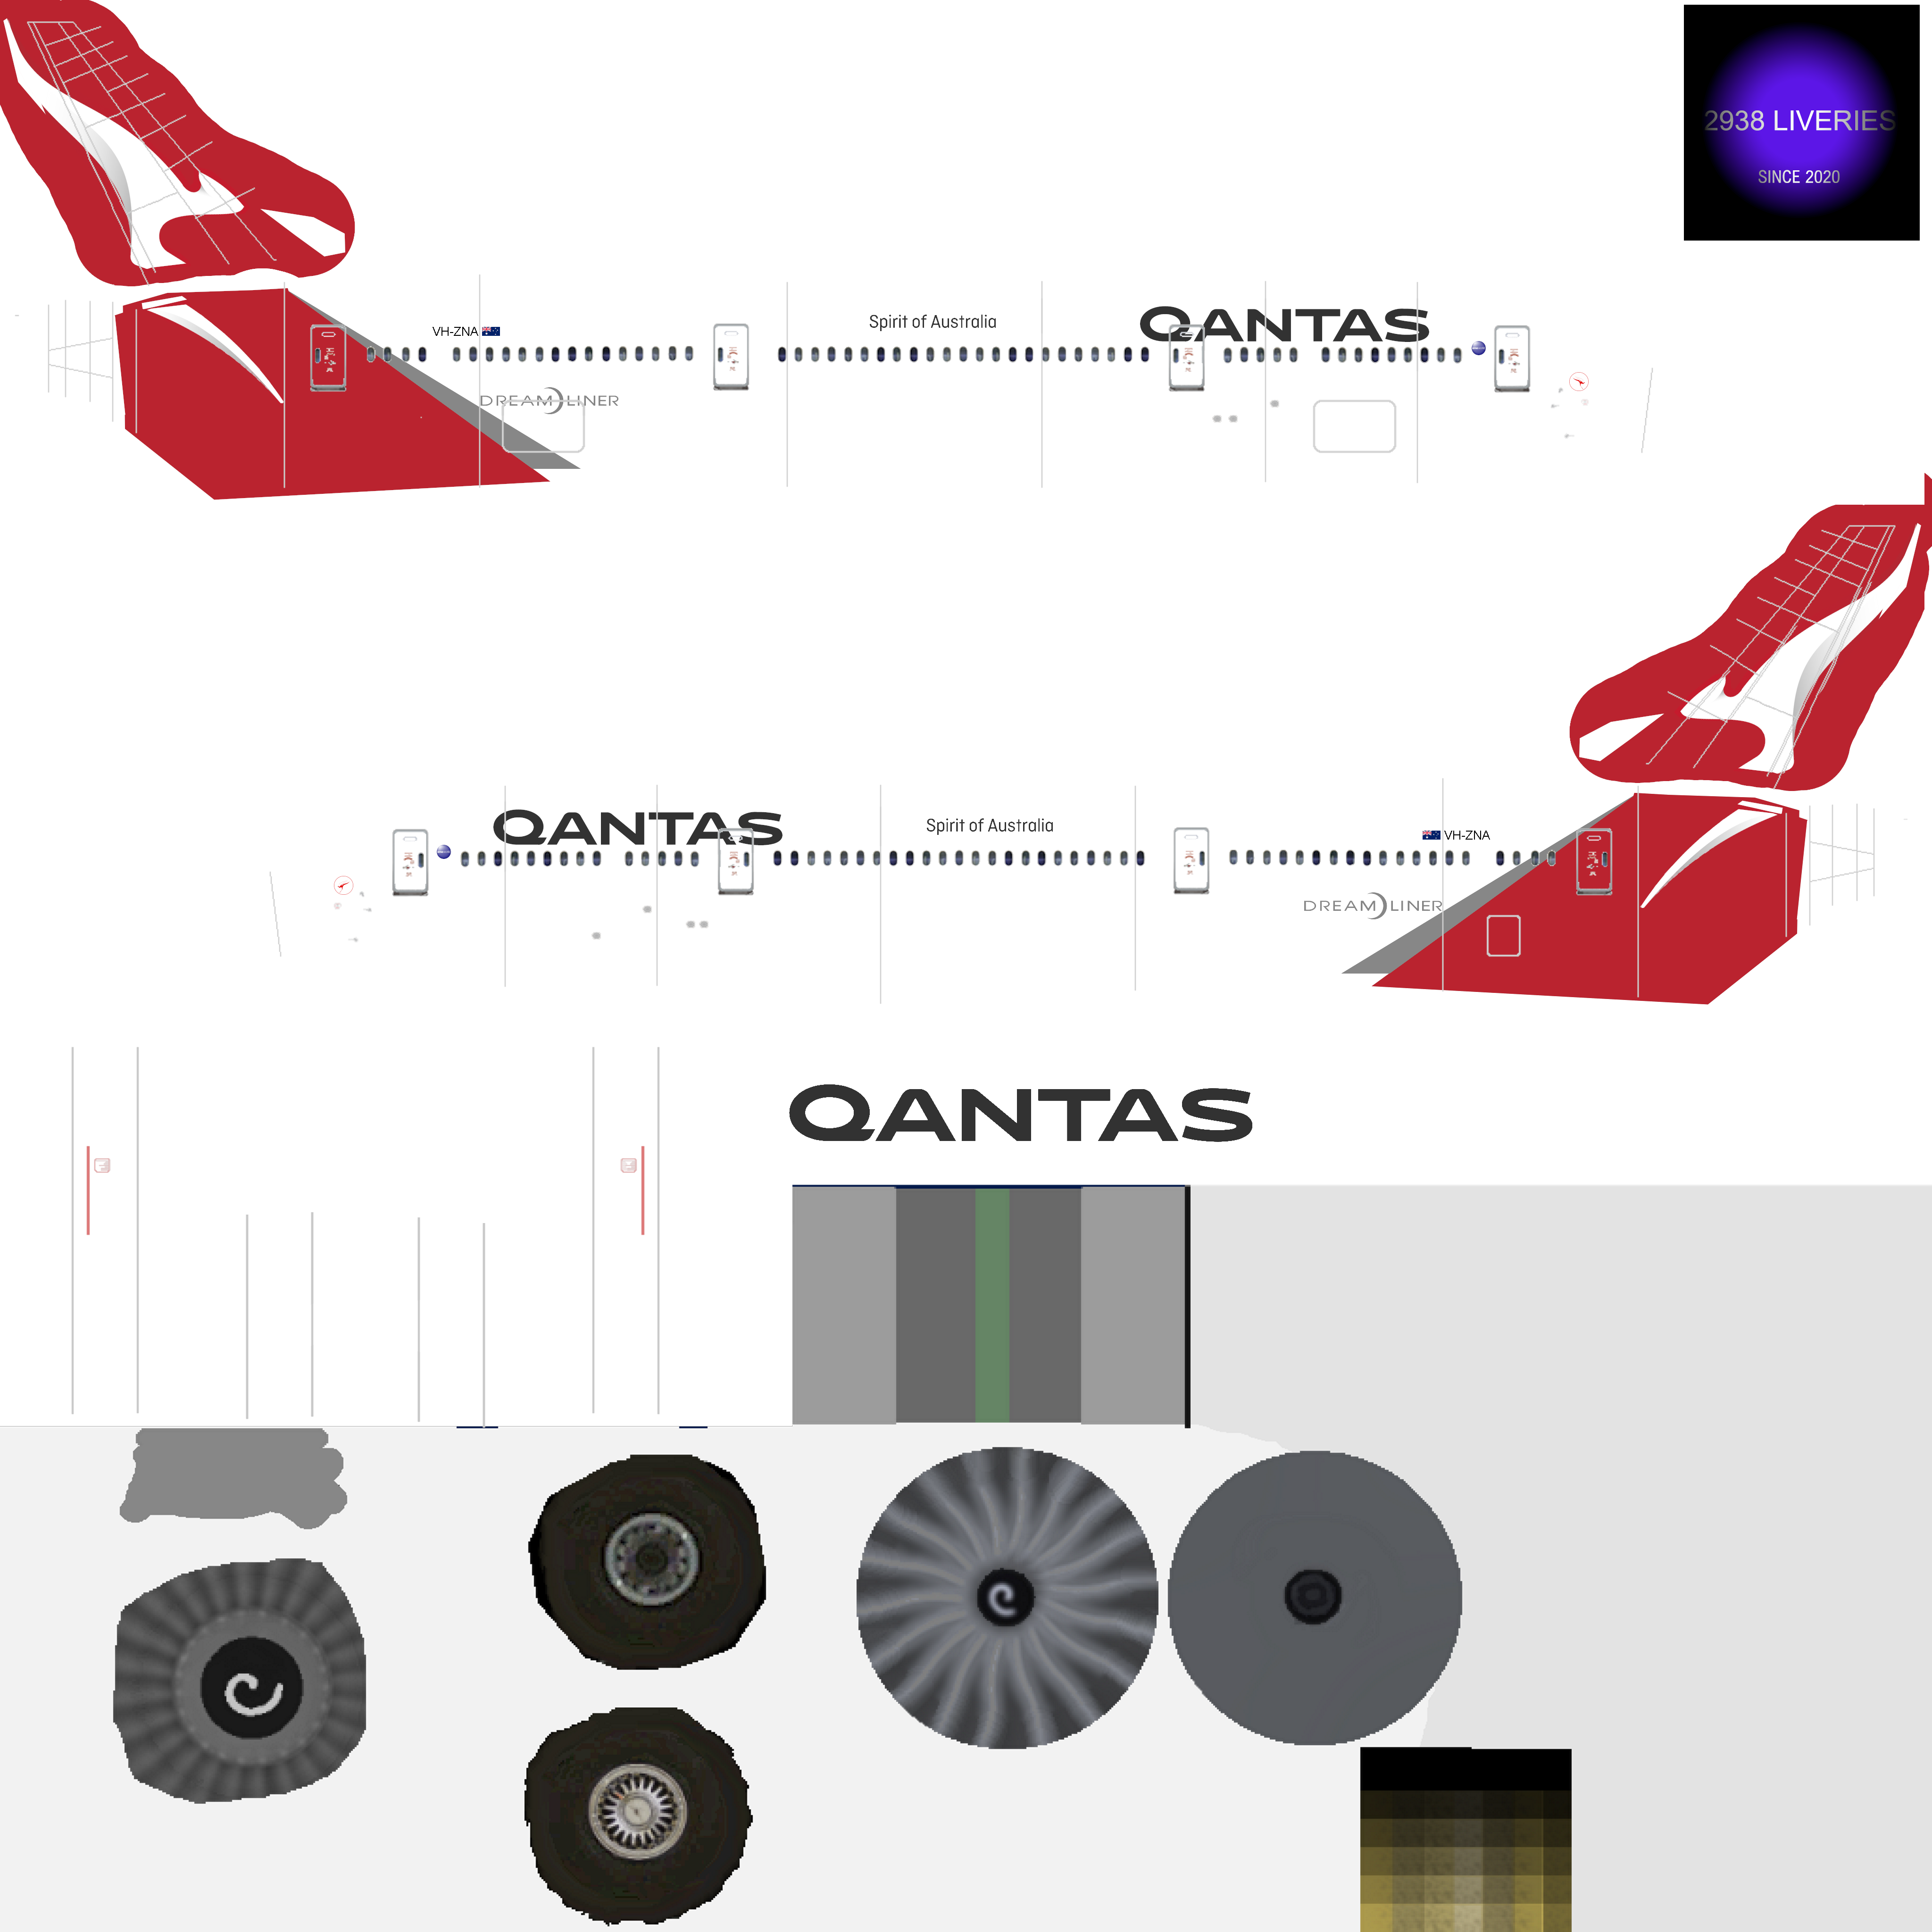 2938 LIVERIES
SINCE 2020
QANTAS
Spirit of Australia
VH-ZNA
DREAMLINER
QANTAS
Spirit of Australia
VH-ZNA
DREAMLINER
QANTAS